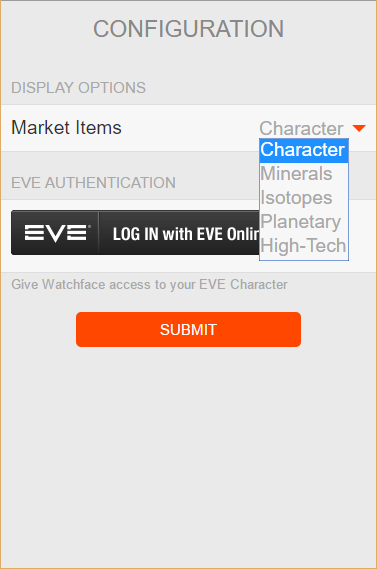 CONFIGURATION
DISPLAY OPTIONS
Market Items
Character
Character
Minerals
Isotopes
Planetary
High-Tech
EVE AUTHENTICATION
EVE LOG IN with EVE Onli
Give Watchface access to your EVE Character
SUBMIT